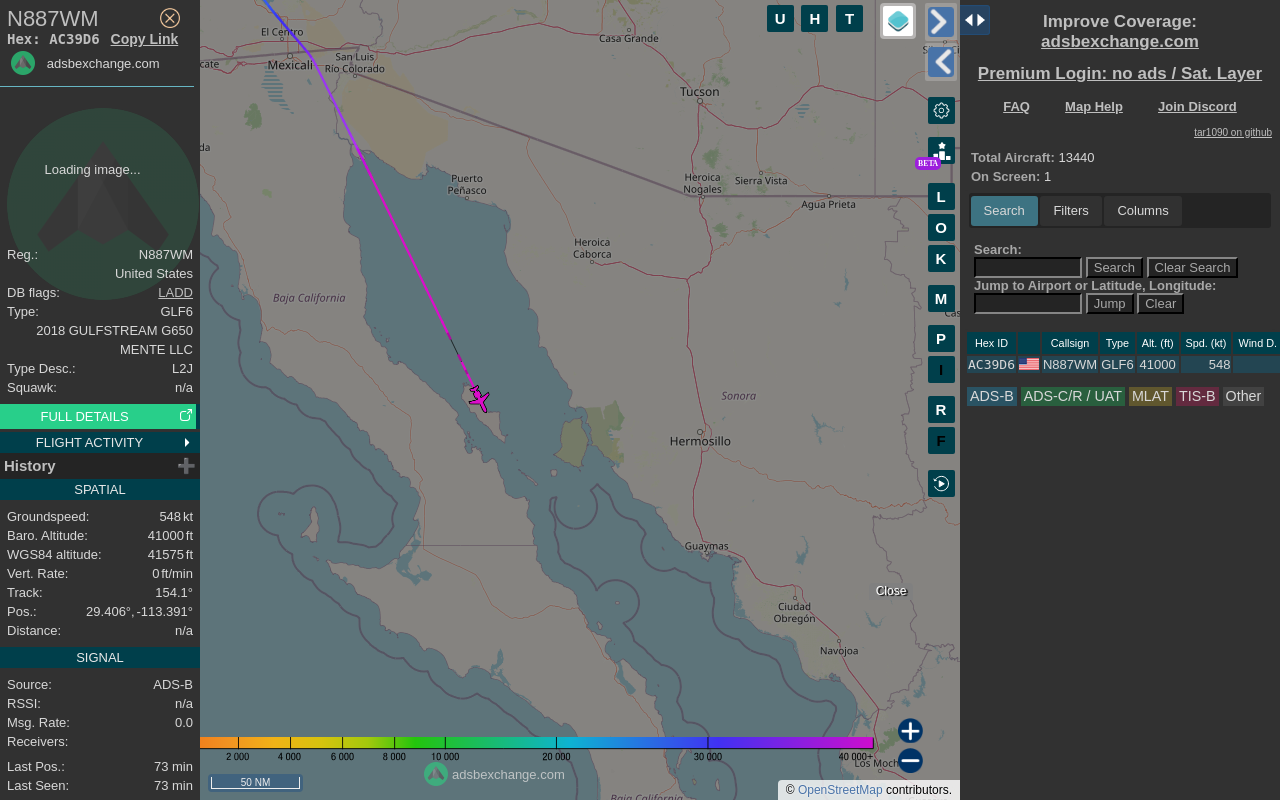 N887WM
Hex: AC39D6 Copy Link
adsbexchange.com
Loading image...
Reg.: N887WM
United States
DB flags: LADD
Type: GLF6
2018 GULFSTREAM G650
MENTE LLC
Type Desc.: L2J
Squawk: n/a
FULL DETAILS
FLIGHT ACTIVITY
History
SPATIAL
Groundspeed: 548 kt
Baro. Altitude: 41000 ft
WGS84 altitude: 41575 ft
Vert. Rate: 0 ft/min
Track: 154.1°
Pos.: 29.406°, -113.391°
Distance: n/a
SIGNAL
Source: ADS-B
RSSI: n/a
Msg. Rate: 0.0
Receivers:
Last Pos.: 73 min
Last Seen: 73 min
El Centro
Mexicali
cate
San Luis
Río Colorado
da
Casa Grande
Tucson
Puerto
Peñasco
Heroica
Nogales
Sierra Vista
Agua Prieta
Heroica
Caborca
Baja California
Sonora
Hermosillo
Guaymas
Ciudad
Obregón
Navojoa
Los Moch
Baja California
Cas
U H T
BETA
L
O
K
M
P
I
R
F
Close
2 000 4 000 6 000 8 000 10 000 20 000 30 000 40 000+
50 NM
adsbexchange.com
© OpenStreetMap contributors.
Improve Coverage:
adsbexchange.com
Premium Login: no ads / Sat. Layer
FAQ Map Help Join Discord
tar1090 on github
Total Aircraft: 13440
On Screen: 1
Search Filters Columns
Search:
Search Clear Search
Jump to Airport or Latitude, Longitude:
Jump Clear
Hex ID Callsign Type Alt. (ft) Spd. (kt) Wind D.
AC39D6 N887WM GLF6 41000 548
ADS-B ADS-C/R / UAT MLAT TIS-B Other